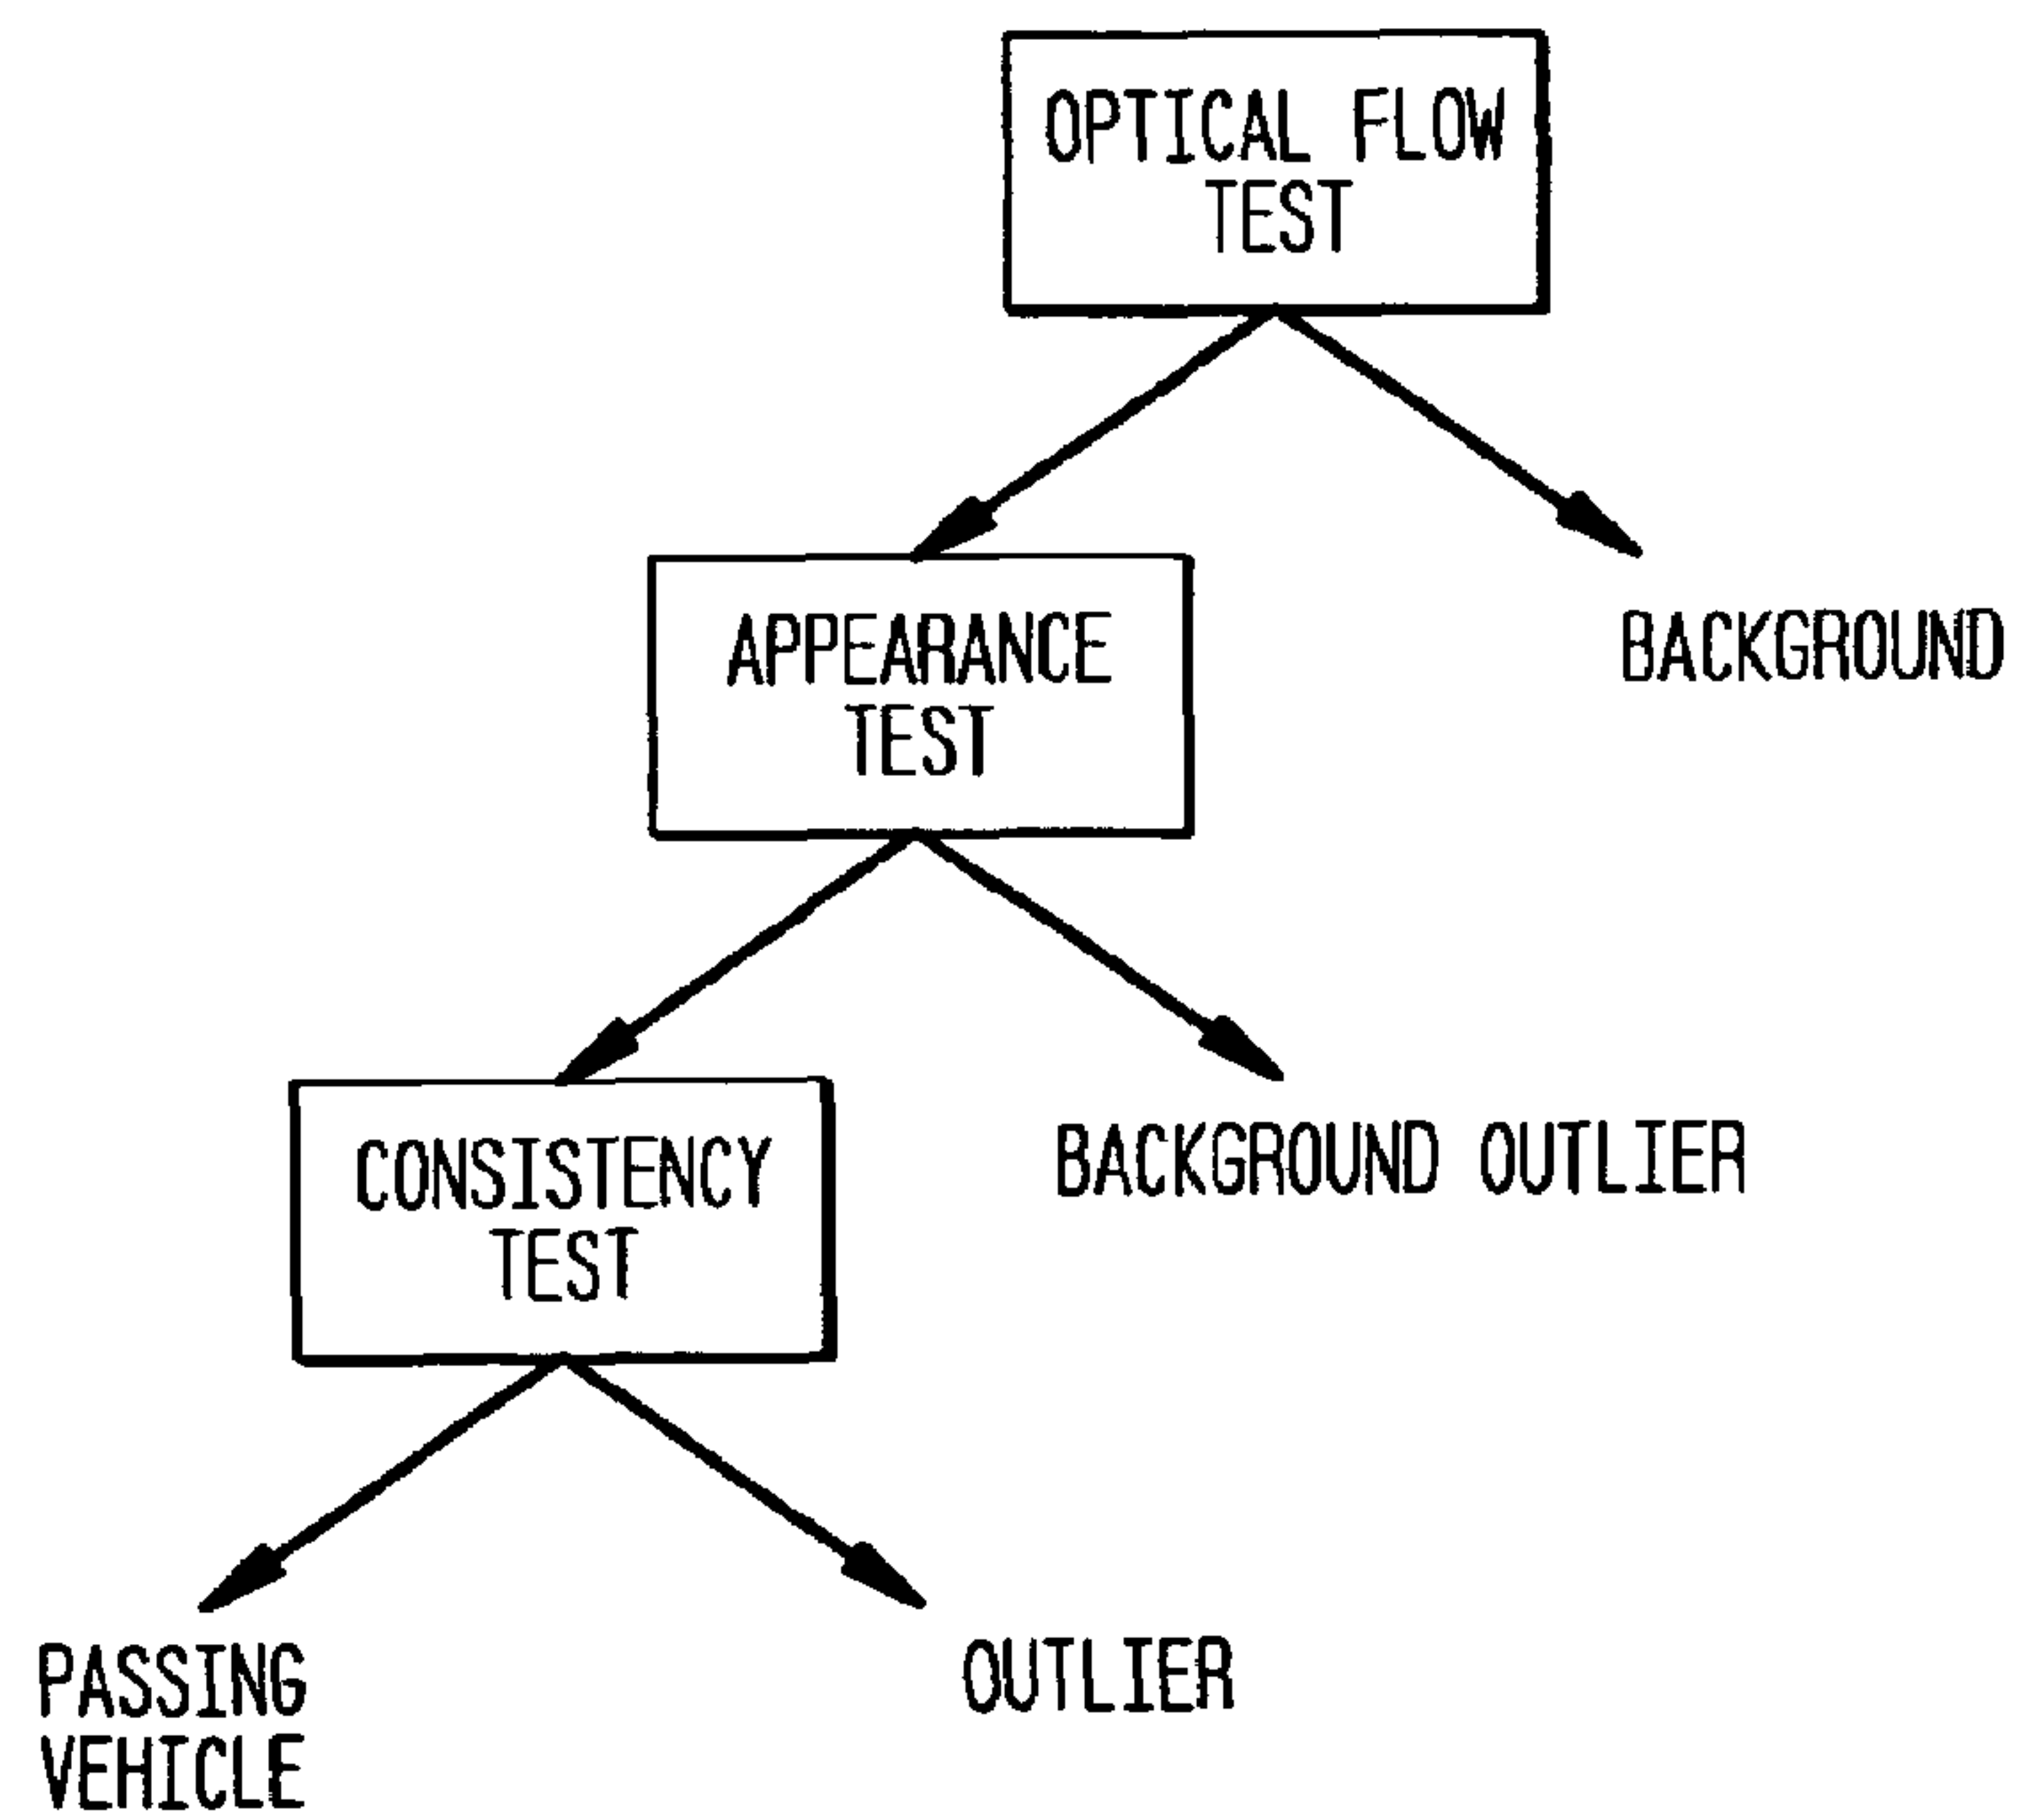 OPTICAL FLOW
TEST
APPEARANCE
TEST
BACKGROUND
CONSISTENCY
TEST
BACKGROUND OUTLIER
PASSING
VEHICLE
OUTLIER